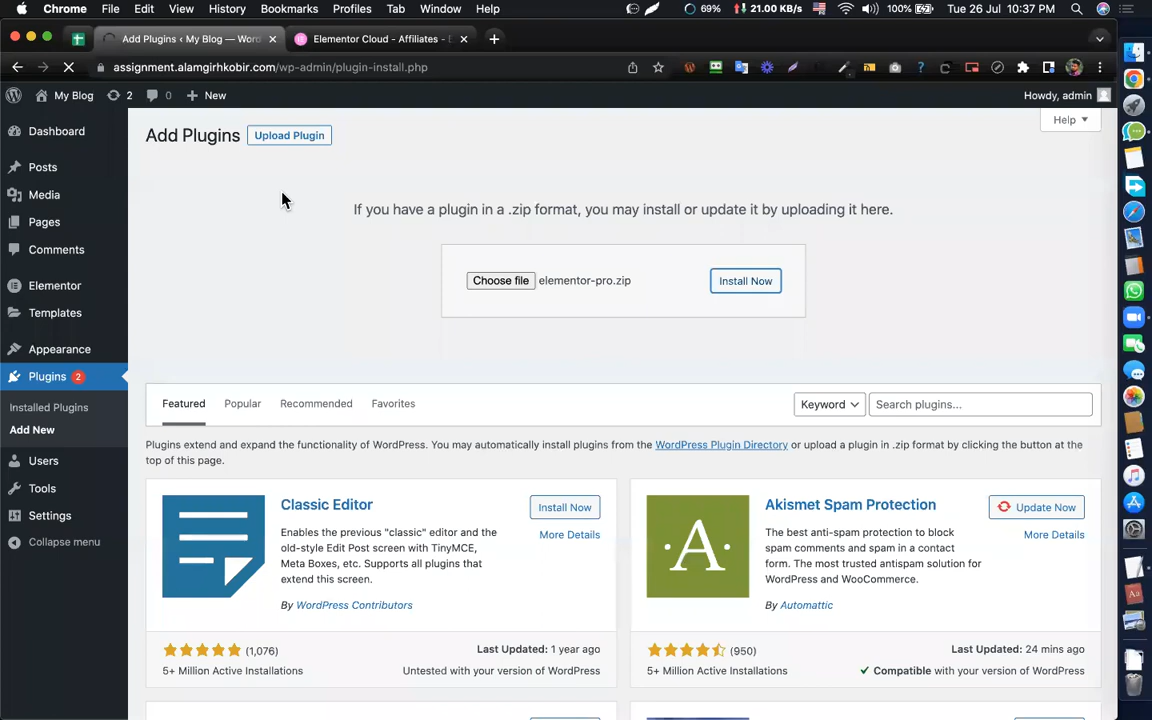 Chrome File Edit View History Bookmarks Profiles Tab Window Help 69% 21.00 KB/s 100% Tue 26 Jul 10:37 PM
Add Plugins ‹ My Blog — Wor Elementor Cloud - Affiliates - E
assignment.alamgirhkobir.com/wp-admin/plugin-install.php
My Blog 2 0 New Howdy, admin
Help
Add Plugins Upload Plugin
Dashboard
Posts
Media
Pages
Comments
Elementor
Templates
Appearance
Plugins 2
Installed Plugins
Add New
Users
Tools
Settings
Collapse menu
If you have a plugin in a .zip format, you may install or update it by uploading it here.
Choose file elementor-pro.zip Install Now
Featured Popular Recommended Favorites Keyword Search plugins...
Plugins extend and expand the functionality of WordPress. You may automatically install plugins from the WordPress Plugin Directory or upload a plugin in .zip format by clicking the button at the
top of this page.
Classic Editor Install Now
More Details
Enables the previous "classic" editor and the
old-style Edit Post screen with TinyMCE,
Meta Boxes, etc. Supports all plugins that
extend this screen.
By WordPress Contributors
(1,076) Last Updated: 1 year ago
5+ Million Active Installations Untested with your version of WordPress
Akismet Spam Protection Update Now
More Details
The best anti-spam protection to block
spam comments and spam in a contact
form. The most trusted antispam solution for
WordPress and WooCommerce.
By Automattic
(950) Last Updated: 24 mins ago
5+ Million Active Installations Compatible with your version of WordPress